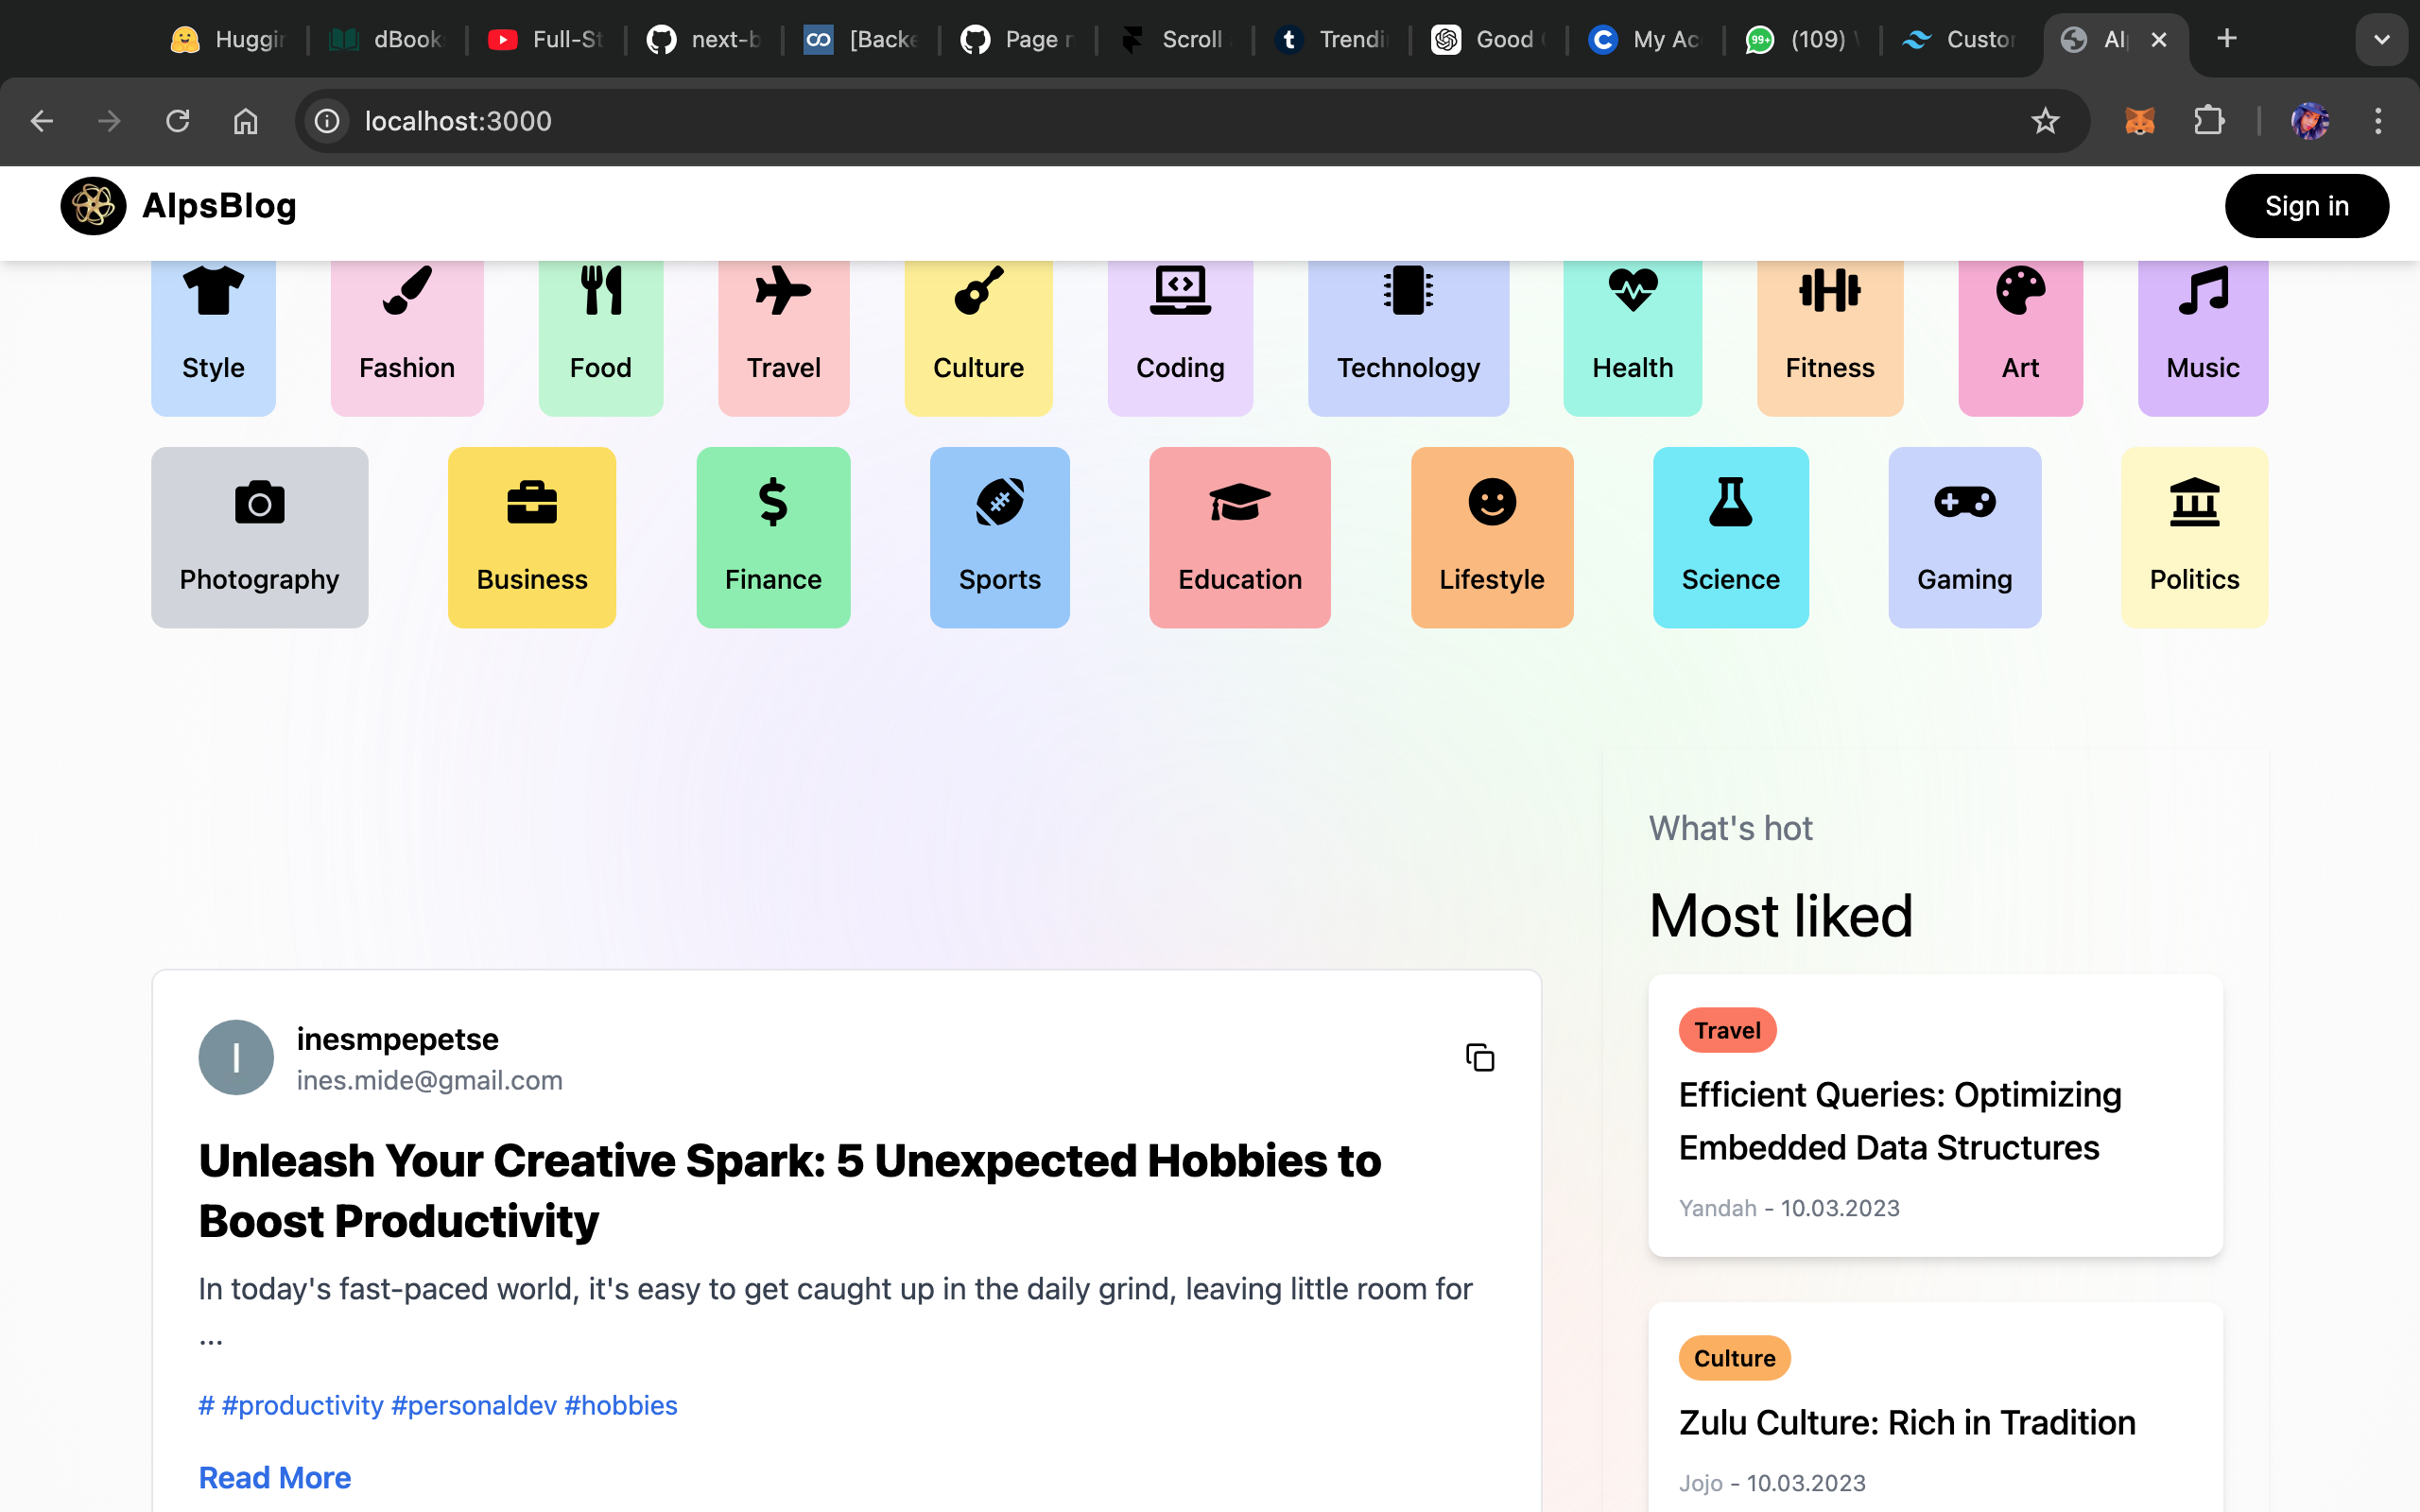 Huggin
dBook
Full-St
next-b
[Backe
Page r
Scroll
t
Trendi
Good
C
My Ac
99+
(109)
Custom
Al
localhost:3000
AlpsBlog
Sign in
Style
Fashion
Food
Travel
Culture
Coding
Technology
Health
Fitness
Art
Music
Photography
Business
Finance
Sports
Education
Lifestyle
Science
Gaming
Politics
What's hot
Most liked
I
inesmpepetse
ines.mide@gmail.com
Unleash Your Creative Spark: 5 Unexpected Hobbies to
Boost Productivity
In today's fast-paced world, it's easy to get caught up in the daily grind, leaving little room for
...
# #productivity #personaldev #hobbies
Read More
Travel
Efficient Queries: Optimizing
Embedded Data Structures
Yandah - 10.03.2023
Culture
Zulu Culture: Rich in Tradition
Jojo - 10.03.2023